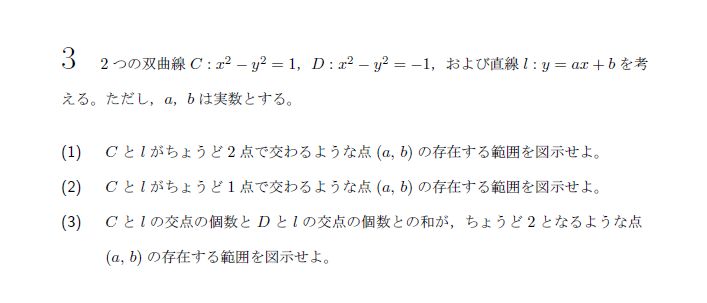 3 2つの双曲線 C : x² − y² = 1，D : x² − y² = −1，および直線 l : y = ax + b を考
える。ただし，a，b は実数とする。
(1) C と l がちょうど 2 点で交わるような点 (a, b) の存在する範囲を図示せよ。
(2) C と l がちょうど 1 点で交わるような点 (a, b) の存在する範囲を図示せよ。
(3) C と l の交点の個数と D と l の交点の個数との和が，ちょうど 2 となるような点
(a, b) の存在する範囲を図示せよ。